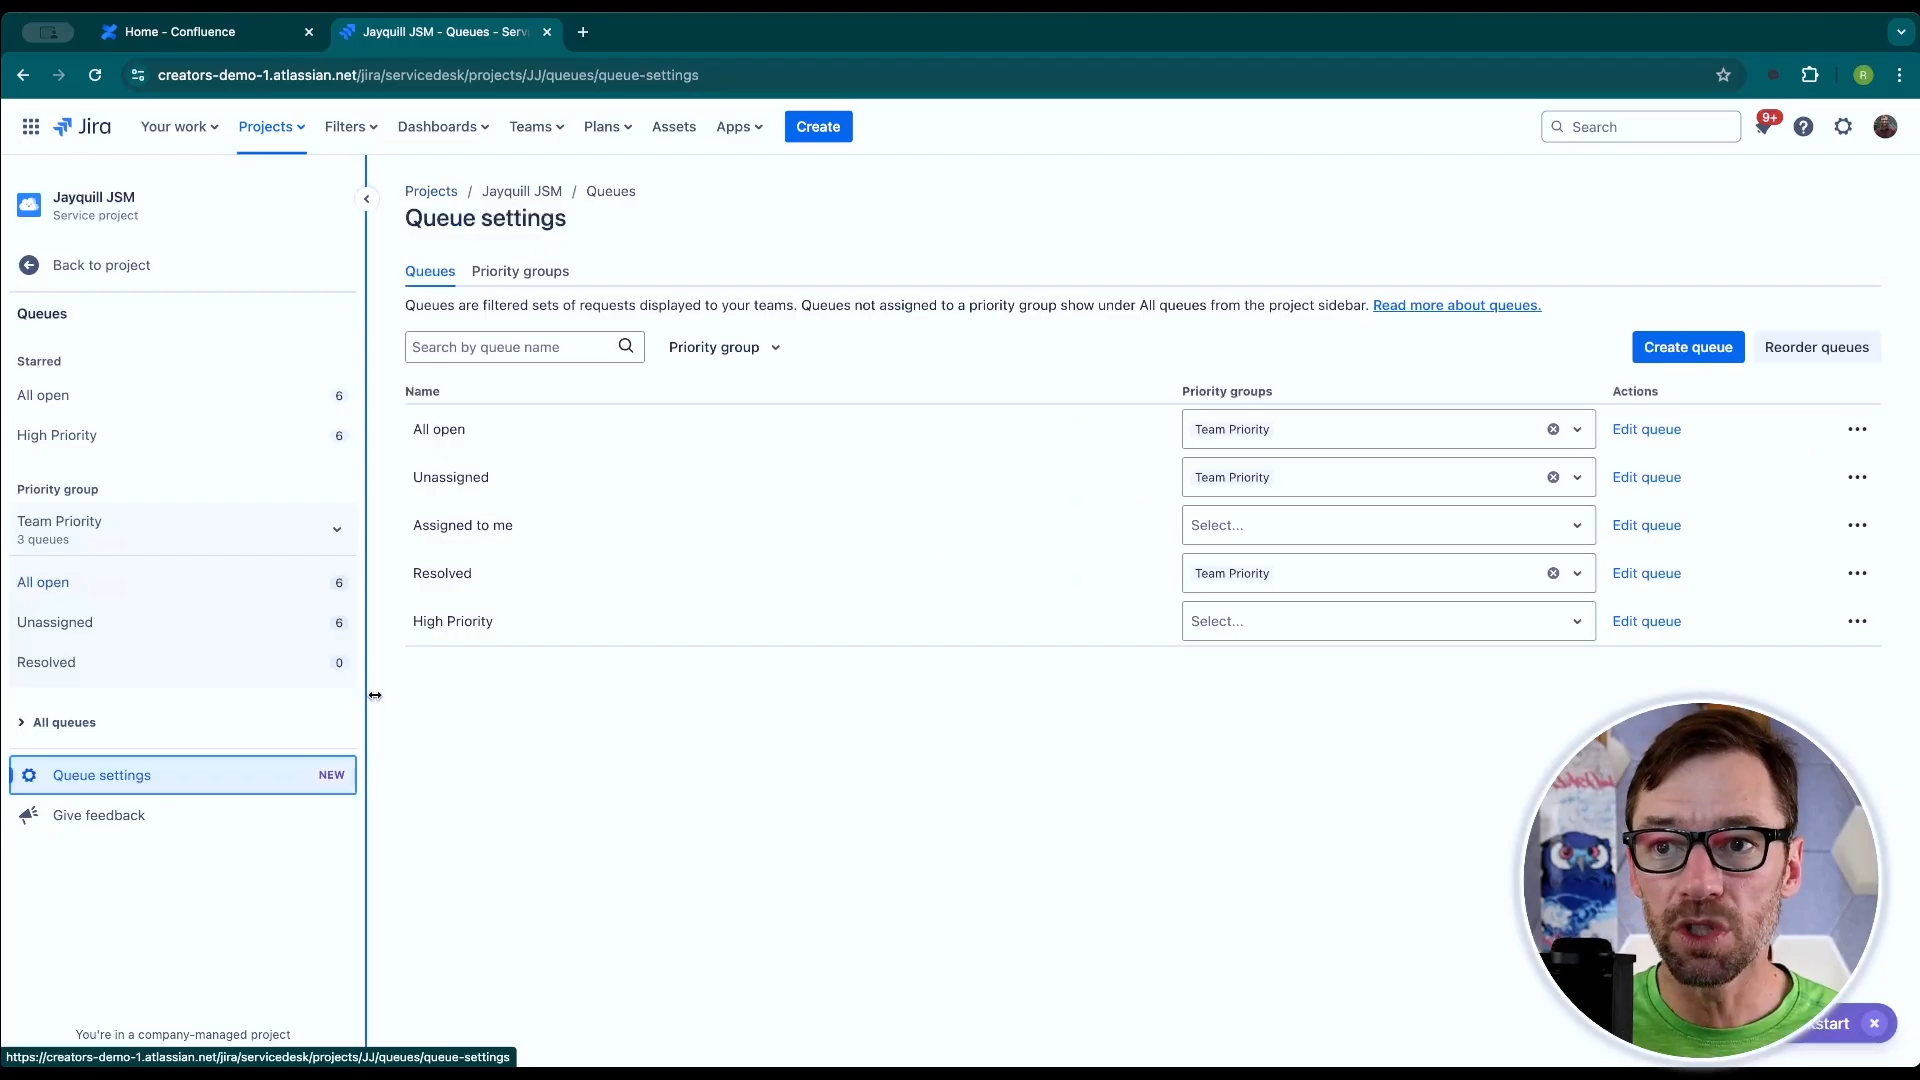 Home - Confluence
Jayquill JSM - Queues - Serv
creators-demo-1.atlassian.net/jira/servicedesk/projects/JJ/queues/queue-settings
R
Jira
Your work
Projects
Filters
Dashboards
Teams
Plans
Assets
Apps
Create
Search
9+
Jayquill JSM
Service project
Back to project
Queues
Starred
All open 6
High Priority 6
Priority group
Team Priority
3 queues
All open 6
Unassigned 6
Resolved 0
All queues
Queue settings NEW
Give feedback
You're in a company-managed project
https://creators-demo-1.atlassian.net/jira/servicedesk/projects/JJ/queues/queue-settings
Projects / Jayquill JSM / Queues
Queue settings
Queues Priority groups
Queues are filtered sets of requests displayed to your teams. Queues not assigned to a priority group show under All queues from the project sidebar. Read more about queues.
Search by queue name
Priority group
Create queue
Reorder queues
Name Priority groups Actions
All open Team Priority Edit queue
Unassigned Team Priority Edit queue
Assigned to me Select... Edit queue
Resolved Team Priority Edit queue
High Priority Select... Edit queue